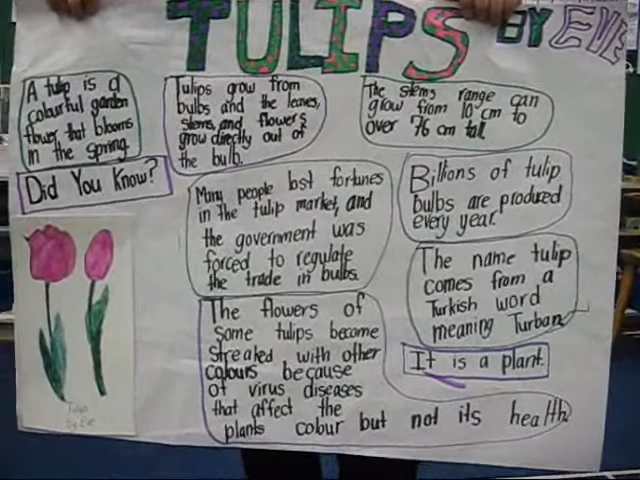 TULIPS BY EVE
A tulip is a
colourful garden
flower that blooms
in the spring.
Tulips grow from
bulbs and the leaves,
stems, and flowers
grow directly out of
the bulb.
The stems range can
grow from 10 cm to
over 76 cm tall.
Did You Know?
Many people lost fortunes
in the tulip market, and
the government was
forced to regulate
the trade in bulbs.
Billions of tulip
bulbs are produced
every year.
The name tulip
comes from a
Turkish word
meaning Turban.
The flowers of
some tulips become
streaked with other
colours because
of virus diseases
that affect the
plants colour but not its health.
It is a plant.
Tulip
by Eve